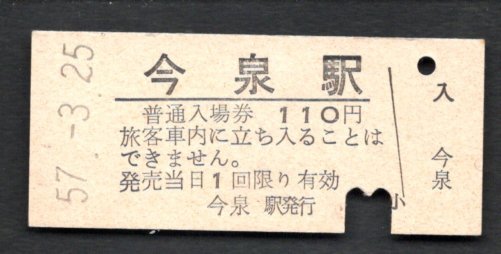 57.-3.25
今泉駅
普通入場券 110円
旅客車内に立ち入ることは
できません。
発売当日1回限り有効
今泉 駅発行
小
入
今泉